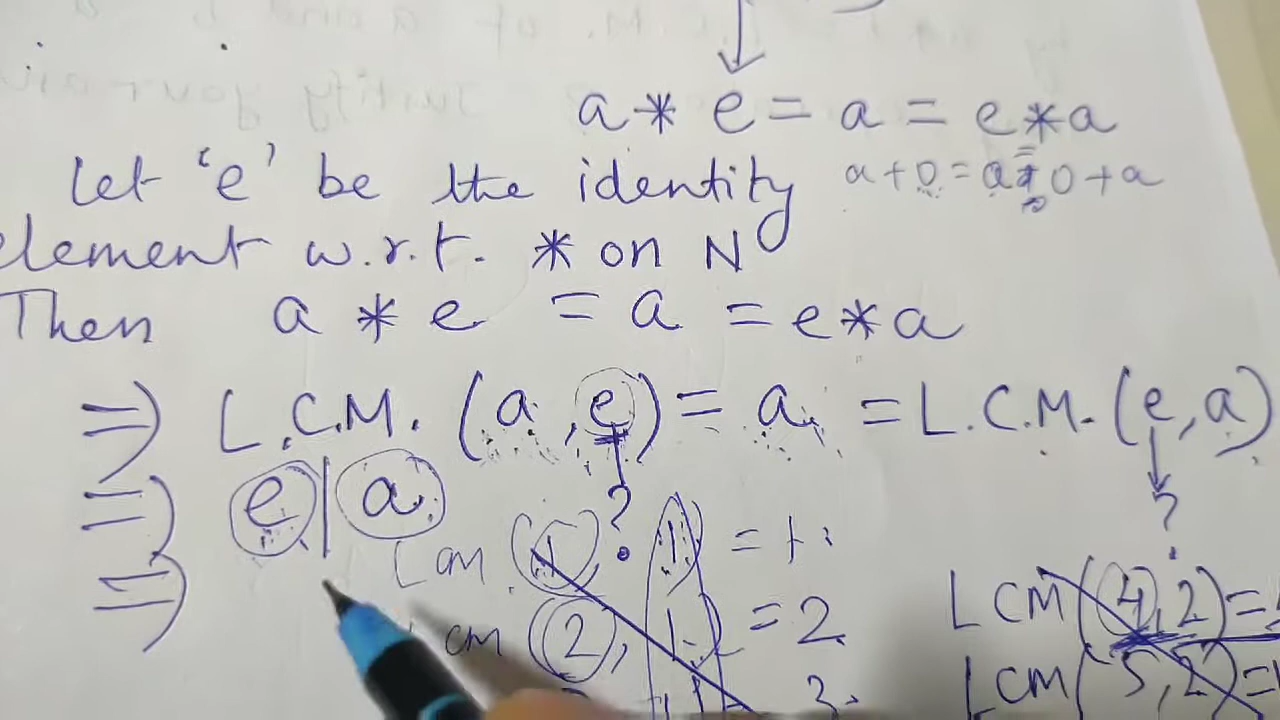 a * e = a = e * a
Let 'e' be the identity a + 0 = a = 0 + a
element w.r.t. * on N
Then a * e = a = e * a
=) L.C.M. (a, e) = a = L.C.M. (e, a)
=) e | a ? ?
Lcm (1, 1) = 1
=) LCM (4, 2) =
Lcm (2, 1) = 2
LCM (5, 2) =
3